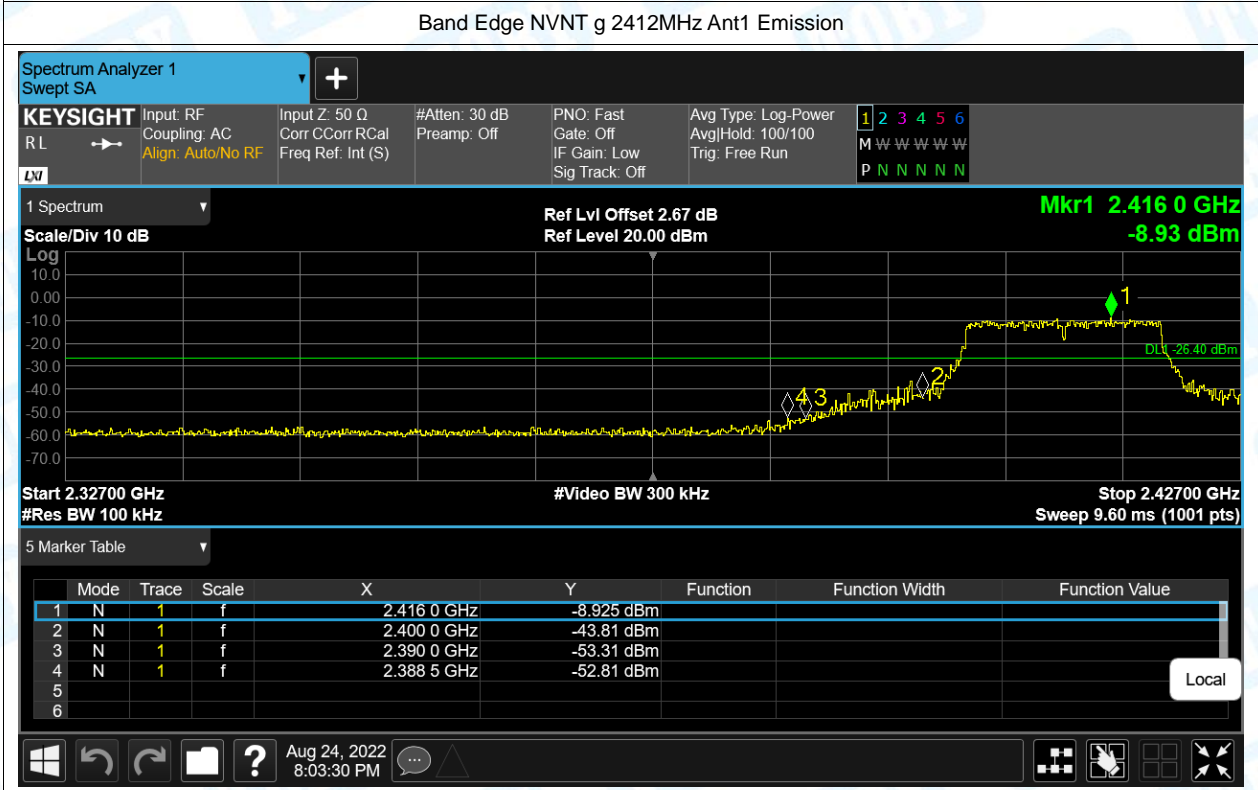 Band Edge NVNT g 2412MHz Ant1 Emission
Spectrum Analyzer 1
Swept SA
+
KEYSIGHT Input: RF Input Z: 50 Ω #Atten: 30 dB PNO: Fast Avg Type: Log-Power 1 2 3 4 5 6
RL Coupling: AC Corr CCorr RCal Preamp: Off Gate: Off Avg|Hold: 100/100 M W W W W W
Align: Auto/No RF Freq Ref: Int (S) IF Gain: Low Trig: Free Run
LXI Sig Track: Off P N N N N N
1 Spectrum Ref Lvl Offset 2.67 dB Mkr1 2.416 0 GHz
Scale/Div 10 dB Ref Level 20.00 dBm -8.93 dBm
Log
10.0
0.00 1
-10.0
-20.0
DL1 -26.40 dBm
-30.0
2
-40.0
4 3
-50.0
-60.0
-70.0
Start 2.32700 GHz #Video BW 300 kHz Stop 2.42700 GHz
#Res BW 100 kHz Sweep 9.60 ms (1001 pts)
5 Marker Table
Mode Trace Scale X Y Function Function Width Function Value
1 N 1 f 2.416 0 GHz -8.925 dBm
2 N 1 f 2.400 0 GHz -43.81 dBm
3 N 1 f 2.390 0 GHz -53.31 dBm
4 N 1 f 2.388 5 GHz -52.81 dBm
5
6
Local
? Aug 24, 2022
8:03:30 PM